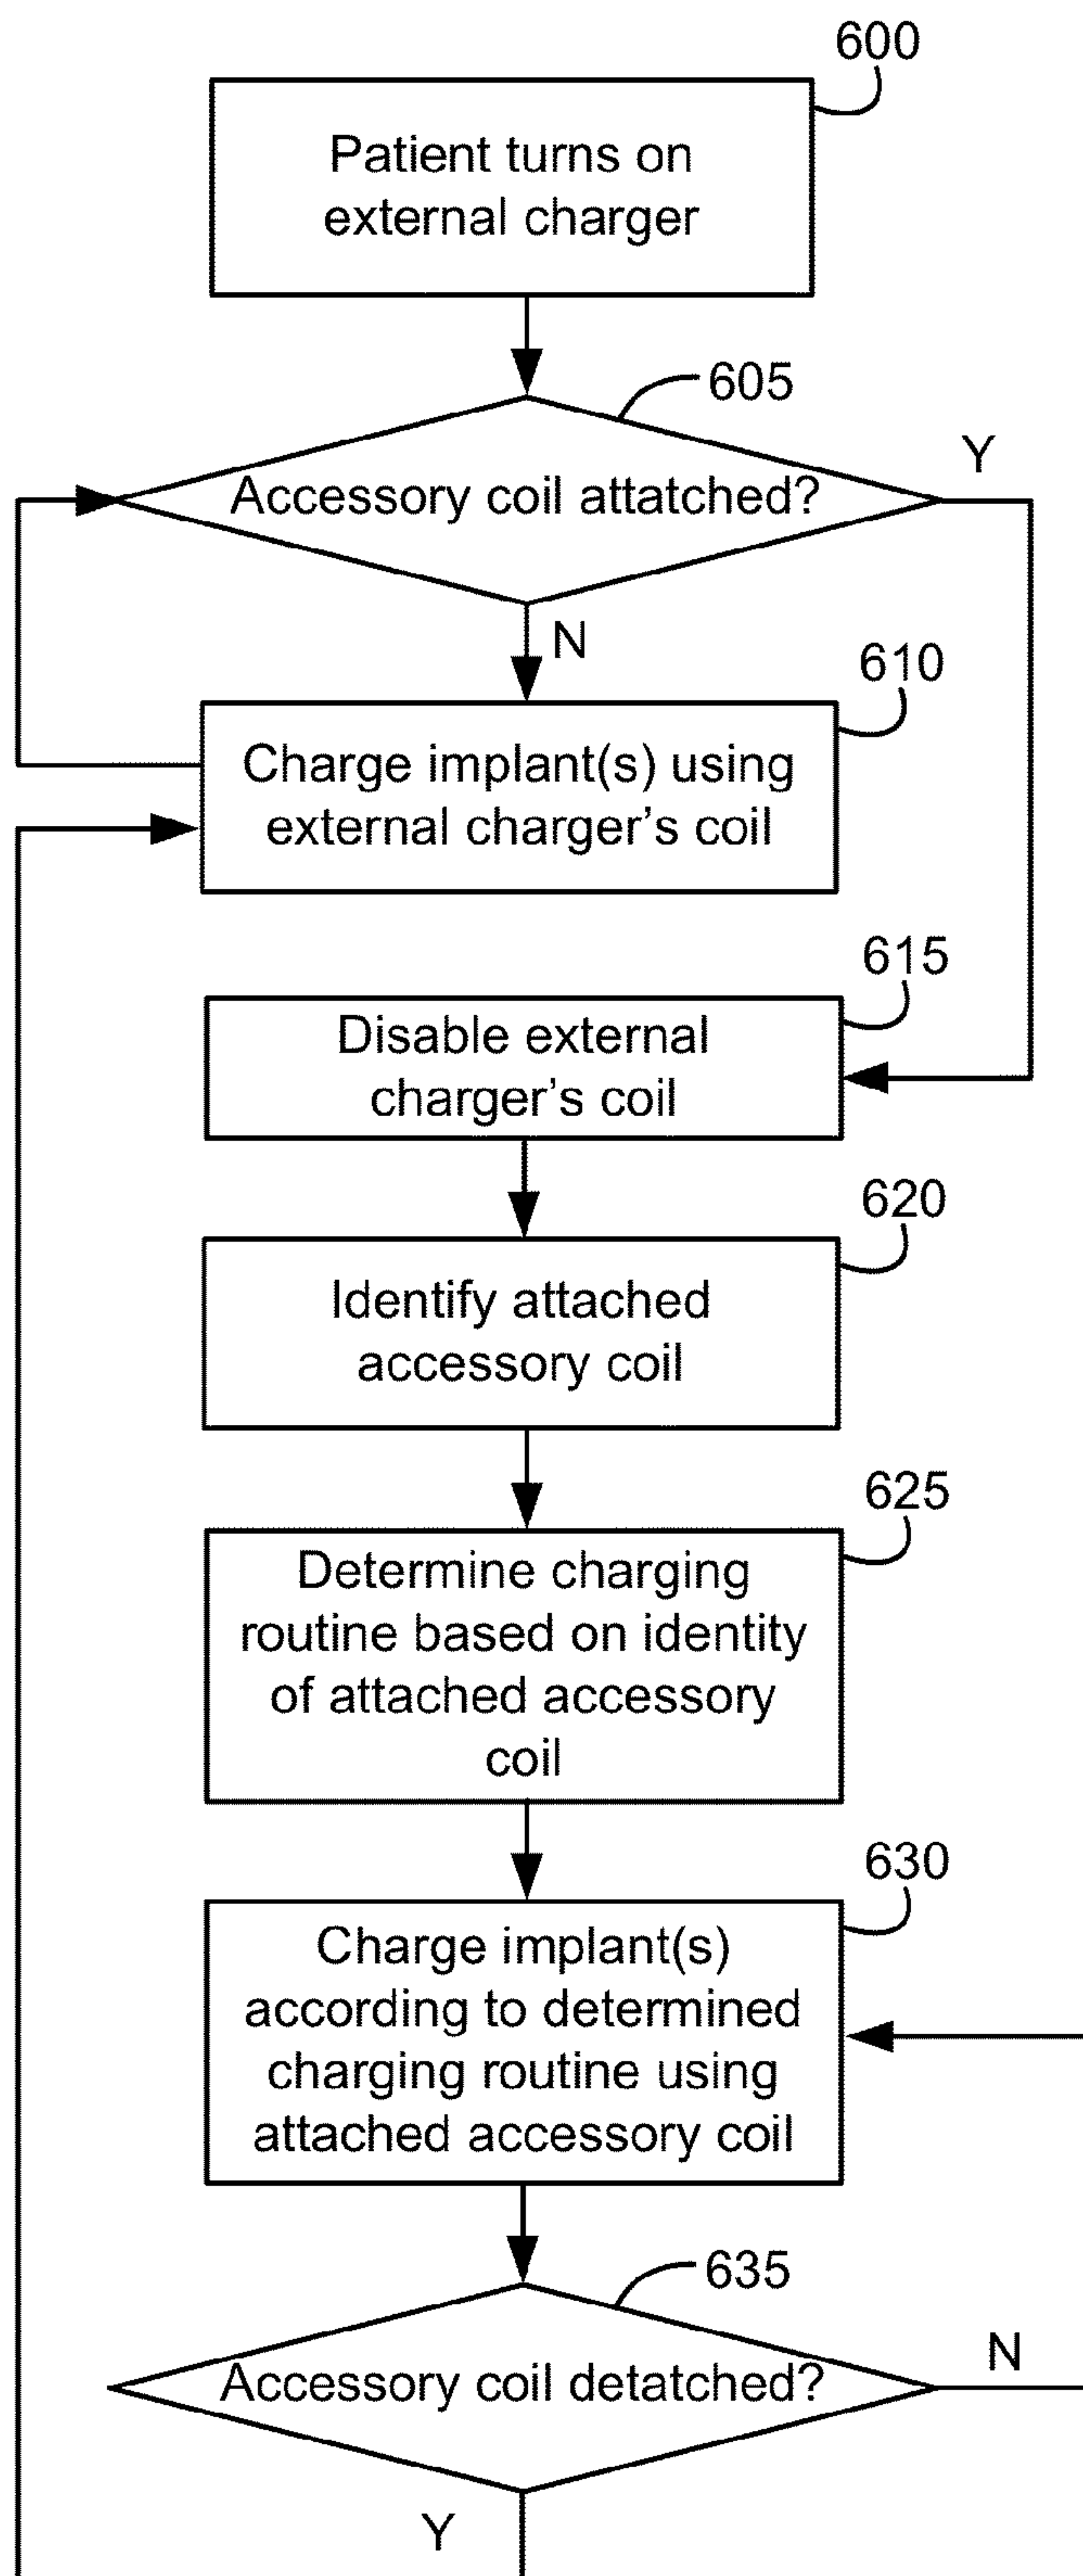 600
Patient turns on
external charger
605
Accessory coil attatched?
Y
N
610
Charge implant(s) using
external charger's coil
615
Disable external
charger's coil
620
Identify attached
accessory coil
625
Determine charging
routine based on identity
of attached accessory
coil
630
Charge implant(s)
according to determined
charging routine using
attached accessory coil
635
Accessory coil detatched?
N
Y